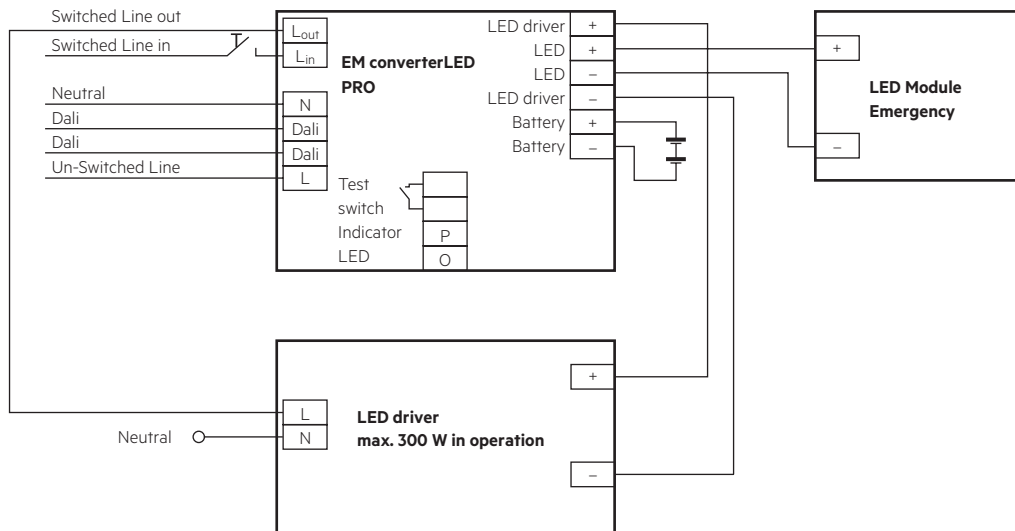 Switched Line out
Switched Line in
Neutral
Dali
Dali
Un-Switched Line
Lout
Lin
N
Dali
Dali
L
EM converterLED
PRO
Test
switch
Indicator
LED
P
O
LED driver
LED
LED
LED driver
Battery
Battery
+
+
–
–
+
–
+
–
LED Module
Emergency
Neutral
L
N
LED driver
max. 300 W in operation
+
–